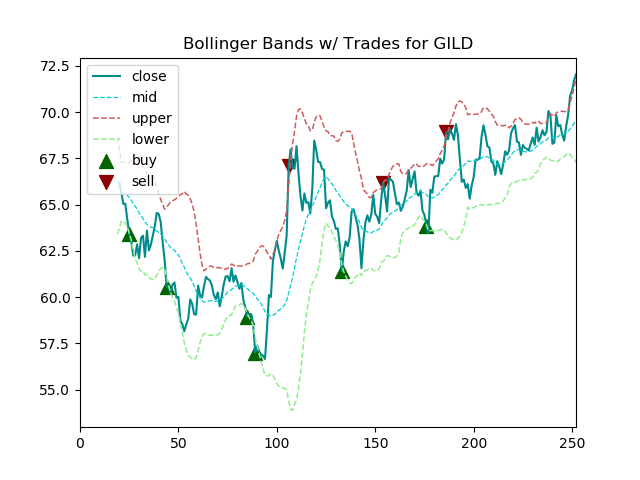 Bollinger Bands w/ Trades for GILD
close
mid
upper
lower
buy
sell
72.5
70.0
67.5
65.0
62.5
60.0
57.5
55.0
0 50 100 150 200 250